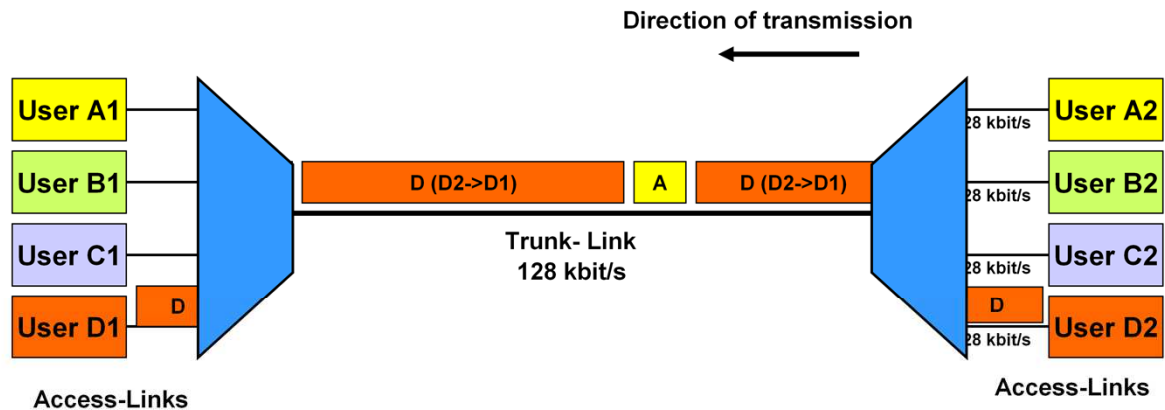 Direction of transmission
User A1
User B1
User C1
User D1
D
Access-Links
D (D2->D1)
A
D (D2->D1)
Trunk- Link
128 kbit/s
28 kbit/s
28 kbit/s
28 kbit/s
D
28 kbit/s
User A2
User B2
User C2
User D2
Access-Links